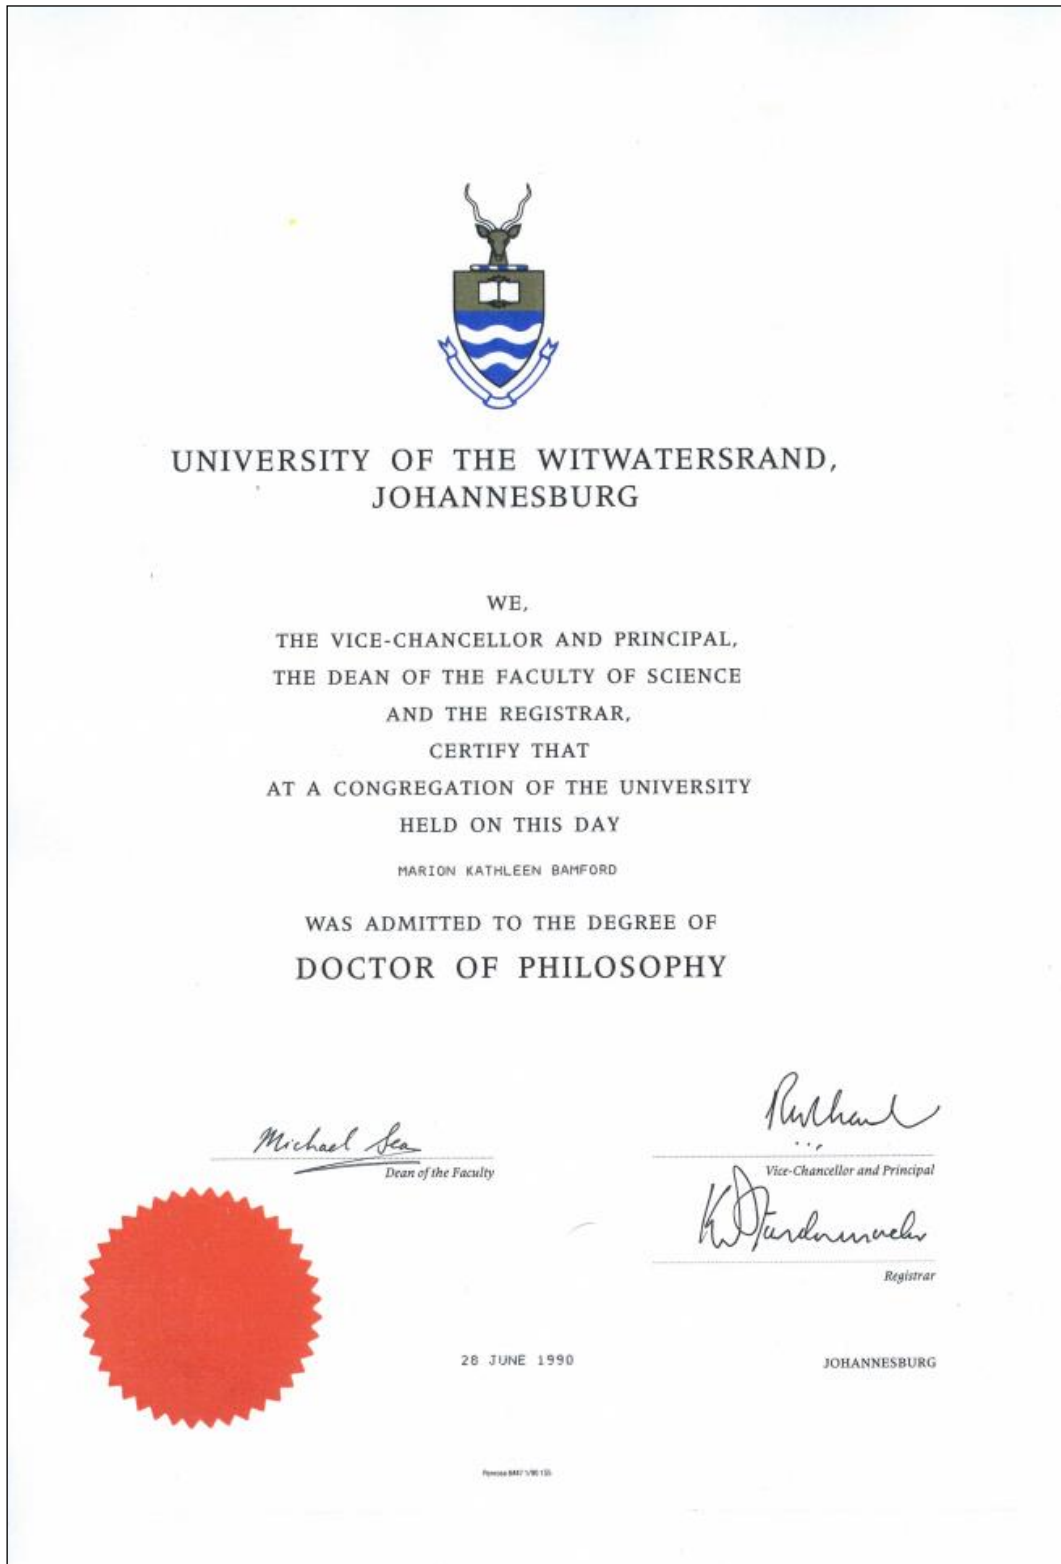 UNIVERSITY OF THE WITWATERSRAND,
JOHANNESBURG
WE,
THE VICE-CHANCELLOR AND PRINCIPAL,
THE DEAN OF THE FACULTY OF SCIENCE
AND THE REGISTRAR,
CERTIFY THAT
AT A CONGREGATION OF THE UNIVERSITY
HELD ON THIS DAY
MARION KATHLEEN BAMFORD
WAS ADMITTED TO THE DEGREE OF
DOCTOR OF PHILOSOPHY
Michael
Dean of the Faculty
Vice-Chancellor and Principal
Registrar
28 JUNE 1990
JOHANNESBURG